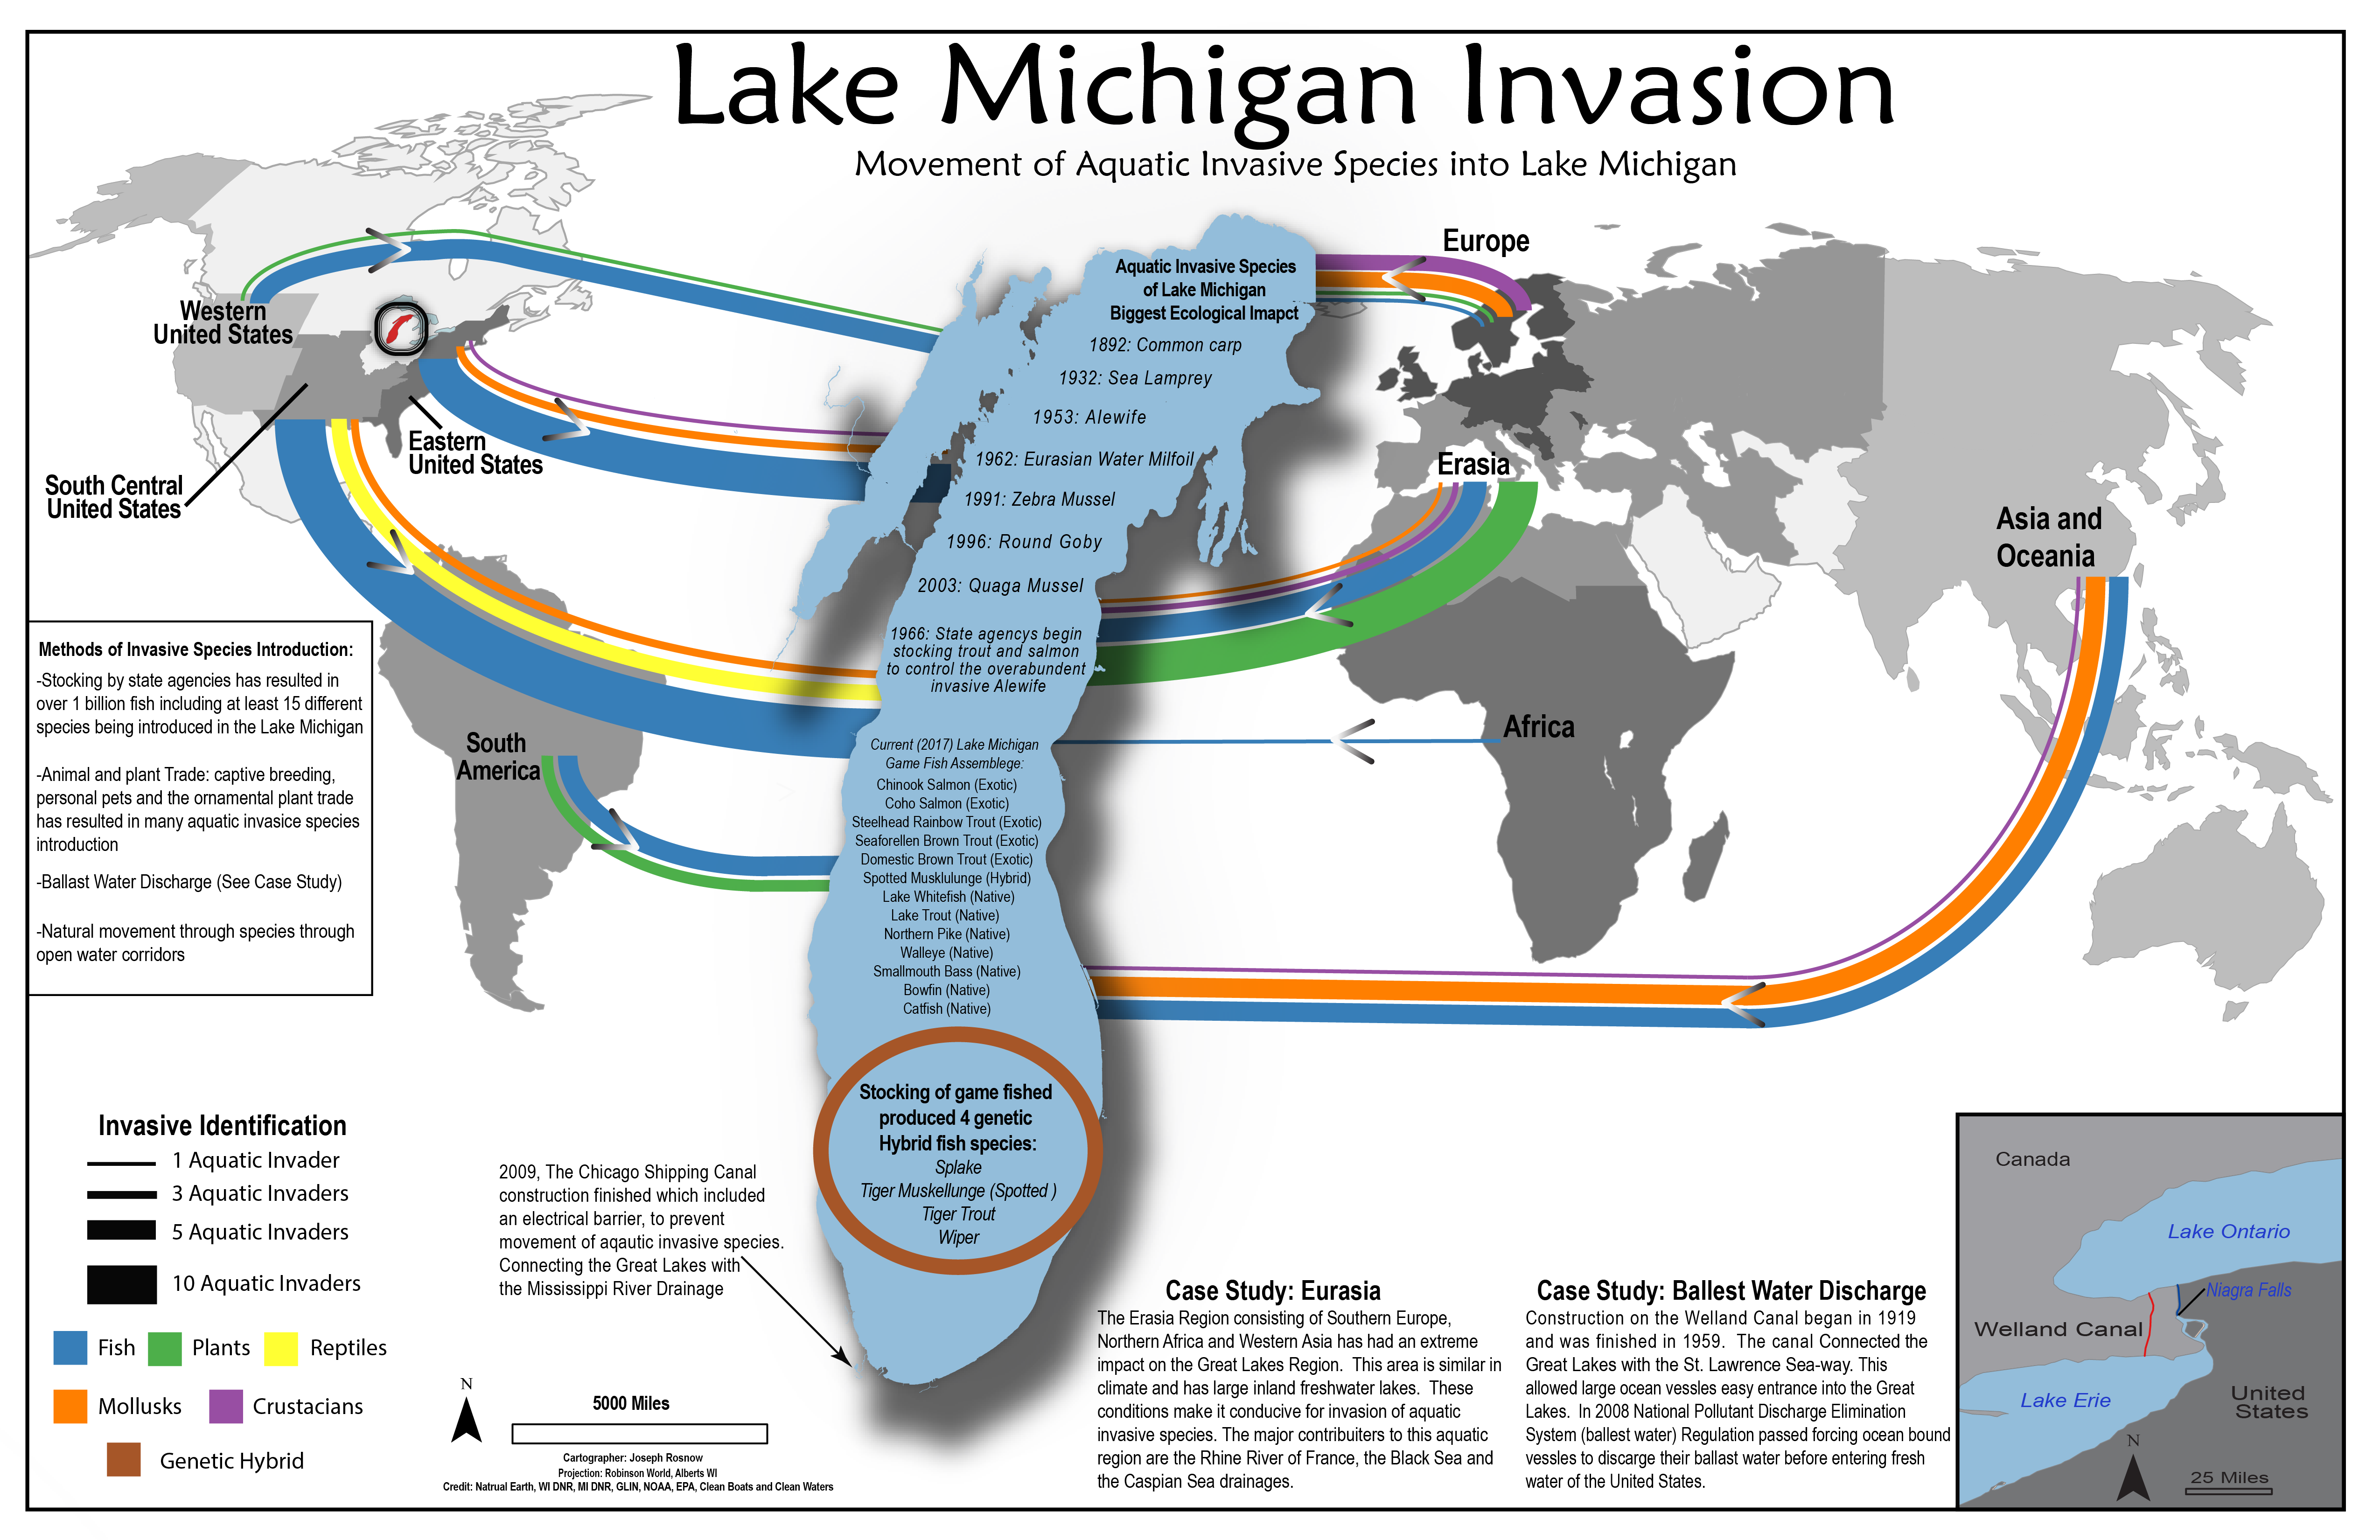 Lake Michigan Invasion
Movement of Aquatic Invasive Species into Lake Michigan
Western
United States
South Central
United States
Eastern
United States
Europe
Erasia
Asia and
Oceania
Africa
South
America
Aquatic Invasive Species
of Lake Michigan
Biggest Ecological Imapct
1892: Common carp
1932: Sea Lamprey
1953: Alewife
1962: Eurasian Water Milfoil
1991: Zebra Mussel
1996: Round Goby
2003: Quaga Mussel
1966: State agencys begin
stocking trout and salmon
to control the overabundent
invasive Alewife
Current (2017) Lake Michigan
Game Fish Assemblege:
Chinook Salmon (Exotic)
Coho Salmon (Exotic)
Steelhead Rainbow Trout (Exotic)
Seaforellen Brown Trout (Exotic)
Domestic Brown Trout (Exotic)
Spotted Musklulunge (Hybrid)
Lake Whitefish (Native)
Lake Trout (Native)
Northern Pike (Native)
Walleye (Native)
Smallmouth Bass (Native)
Bowfin (Native)
Catfish (Native)
Stocking of game fished
produced 4 genetic
Hybrid fish species:
Splake
Tiger Muskellunge (Spotted )
Tiger Trout
Wiper
Methods of Invasive Species Introduction:
-Stocking by state agencies has resulted in
over 1 billion fish including at least 15 different
species being introduced in the Lake Michigan
-Animal and plant Trade: captive breeding,
personal pets and the ornamental plant trade
has resulted in many aquatic invasice species
introduction
-Ballast Water Discharge (See Case Study)
-Natural movement through species through
open water corridors
Invasive Identification
1 Aquatic Invader
3 Aquatic Invaders
5 Aquatic Invaders
10 Aquatic Invaders
Fish
Plants
Reptiles
Mollusks
Crustacians
Genetic Hybrid
2009, The Chicago Shipping Canal
construction finished which included
an electrical barrier, to prevent
movement of aqautic invasive species.
Connecting the Great Lakes with
the Mississippi River Drainage
N
5000 Miles
Cartographer: Joseph Rosnow
Projection: Robinson World, Alberts WI
Credit: Natrual Earth, WI DNR, MI DNR, GLIN, NOAA, EPA, Clean Boats and Clean Waters
Case Study: Eurasia
The Erasia Region consisting of Southern Europe,
Northern Africa and Western Asia has had an extreme
impact on the Great Lakes Region.  This area is similar in
climate and has large inland freshwater lakes.  These
conditions make it conducive for invasion of aquatic
invasive species. The major contribuiters to this aquatic
region are the Rhine River of France, the Black Sea and
the Caspian Sea drainages.
Case Study: Ballest Water Discharge
Construction on the Welland Canal began in 1919
and was finished in 1959.  The canal Connected the
Great Lakes with the St. Lawrence Sea-way. This
allowed large ocean vessles easy entrance into the Great
Lakes.  In 2008 National Pollutant Discharge Elimination
System (ballest water) Regulation passed forcing ocean bound
vessles to discarge their ballast water before entering fresh
water of the United States.
Canada
Lake Ontario
Niagra Falls
Welland Canal
Lake Erie
United
States
N
25 Miles